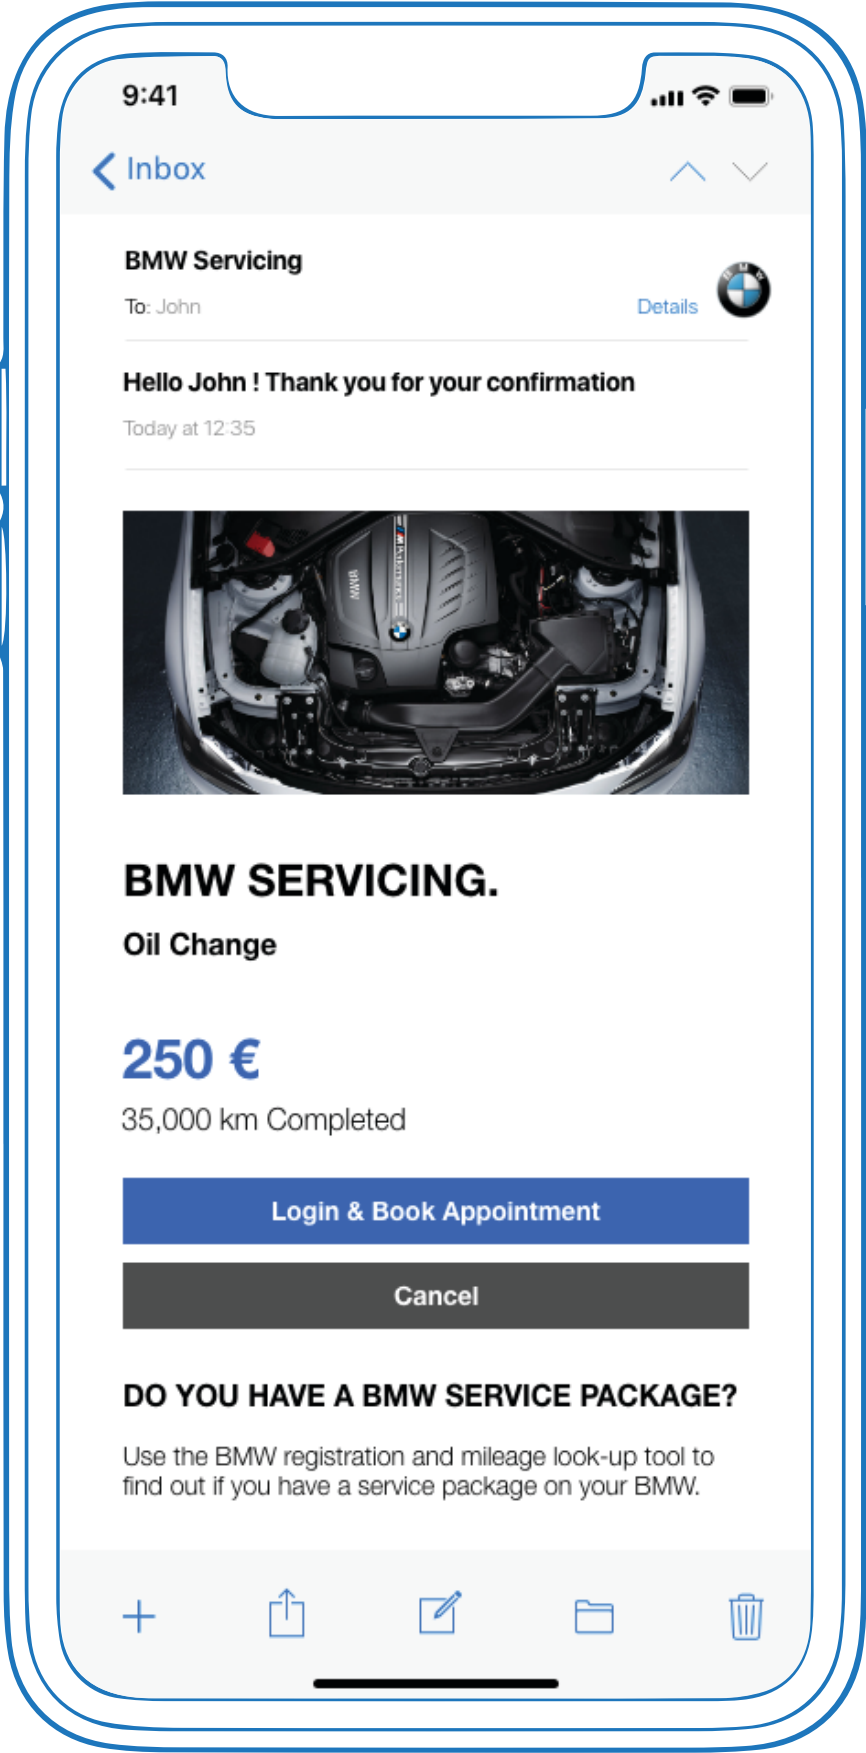 9:41
Inbox
BMW Servicing
To: John
Details
BMW
Hello John ! Thank you for your confirmation
Today at 12:35
M Performance
BMW
BMW SERVICING.
Oil Change
250 €
35,000 km Completed
Login & Book Appointment
Cancel
DO YOU HAVE A BMW SERVICE PACKAGE?
Use the BMW registration and mileage look-up tool to
find out if you have a service package on your BMW.